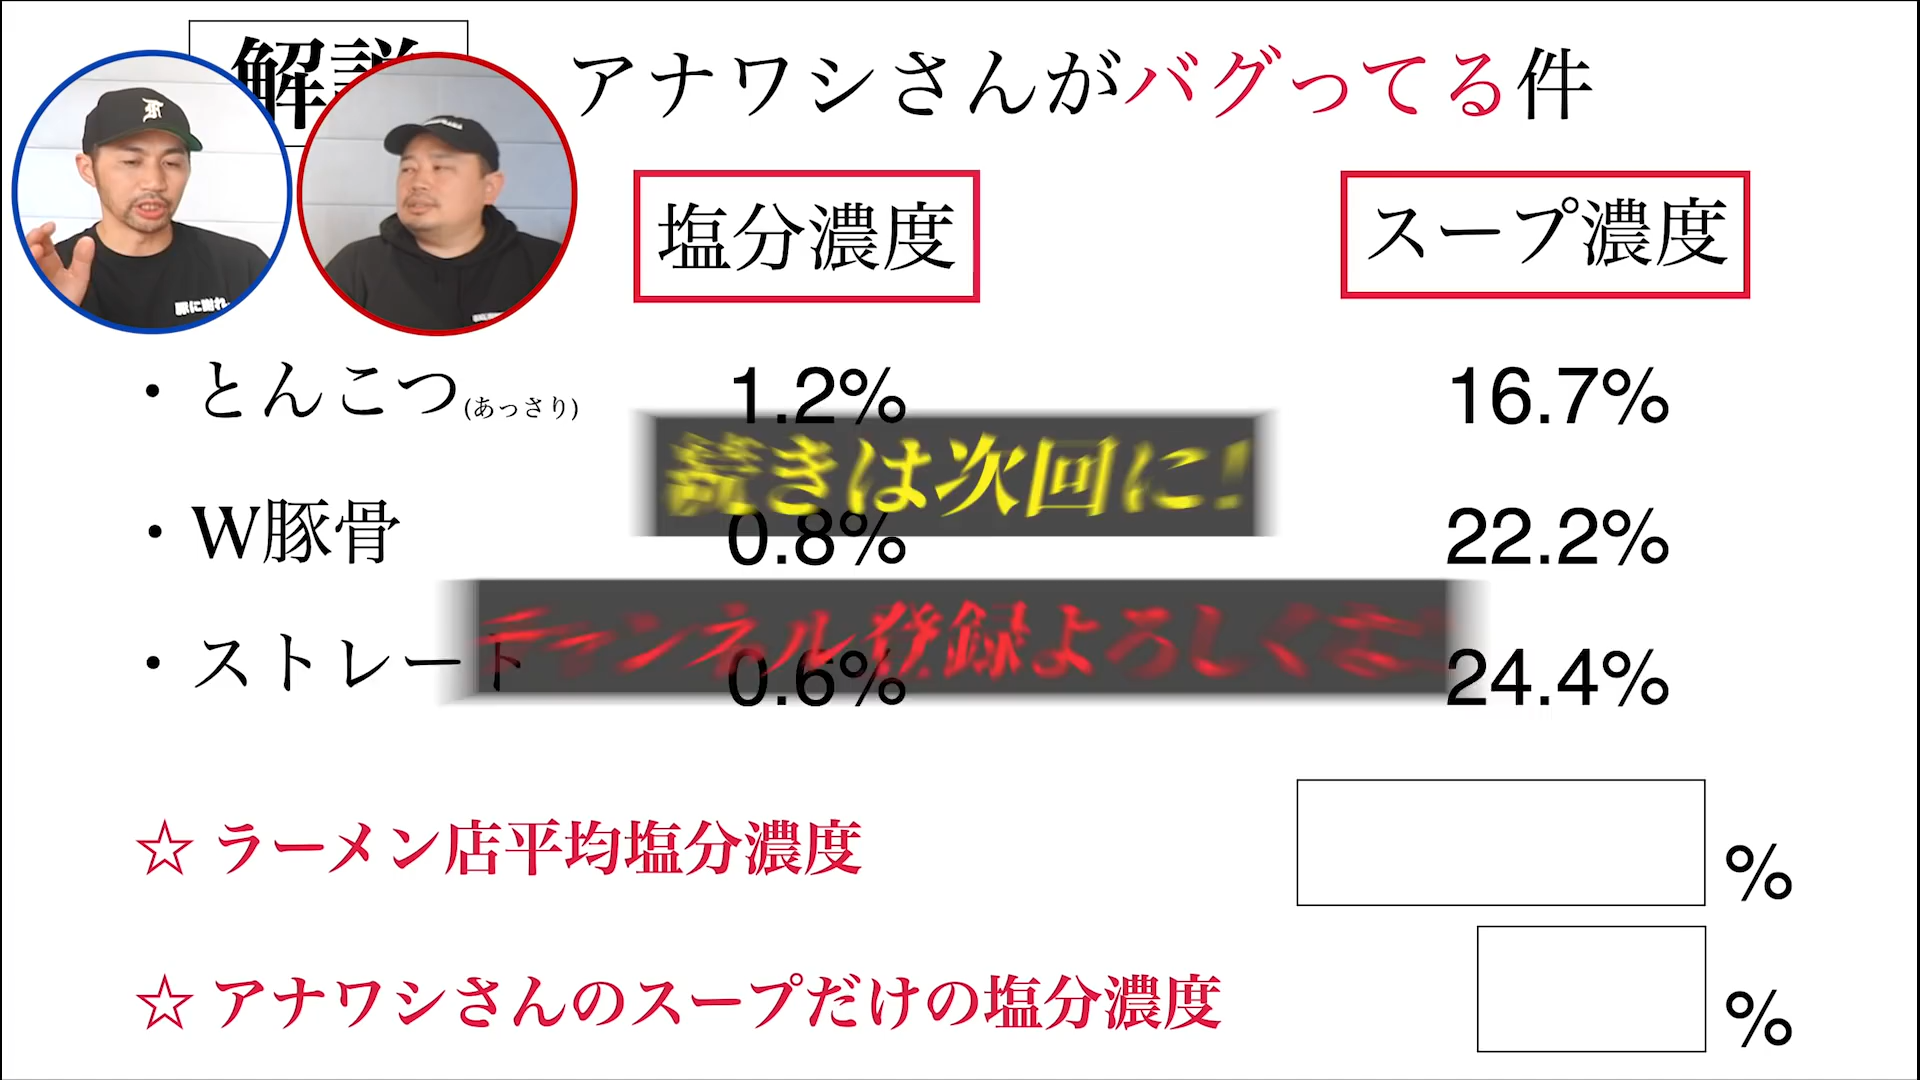 解説
アナワシさんがバグってる件
塩分濃度 スープ濃度
・とんこつ(あっさり) 1.2% 16.7%
続きは次回に!
・W豚骨 0.8% 22.2%
チャンネル登録よろしく
・ストレート 0.6% 24.4%
☆ ラーメン店平均塩分濃度 %
☆ アナワシさんのスープだけの塩分濃度 %